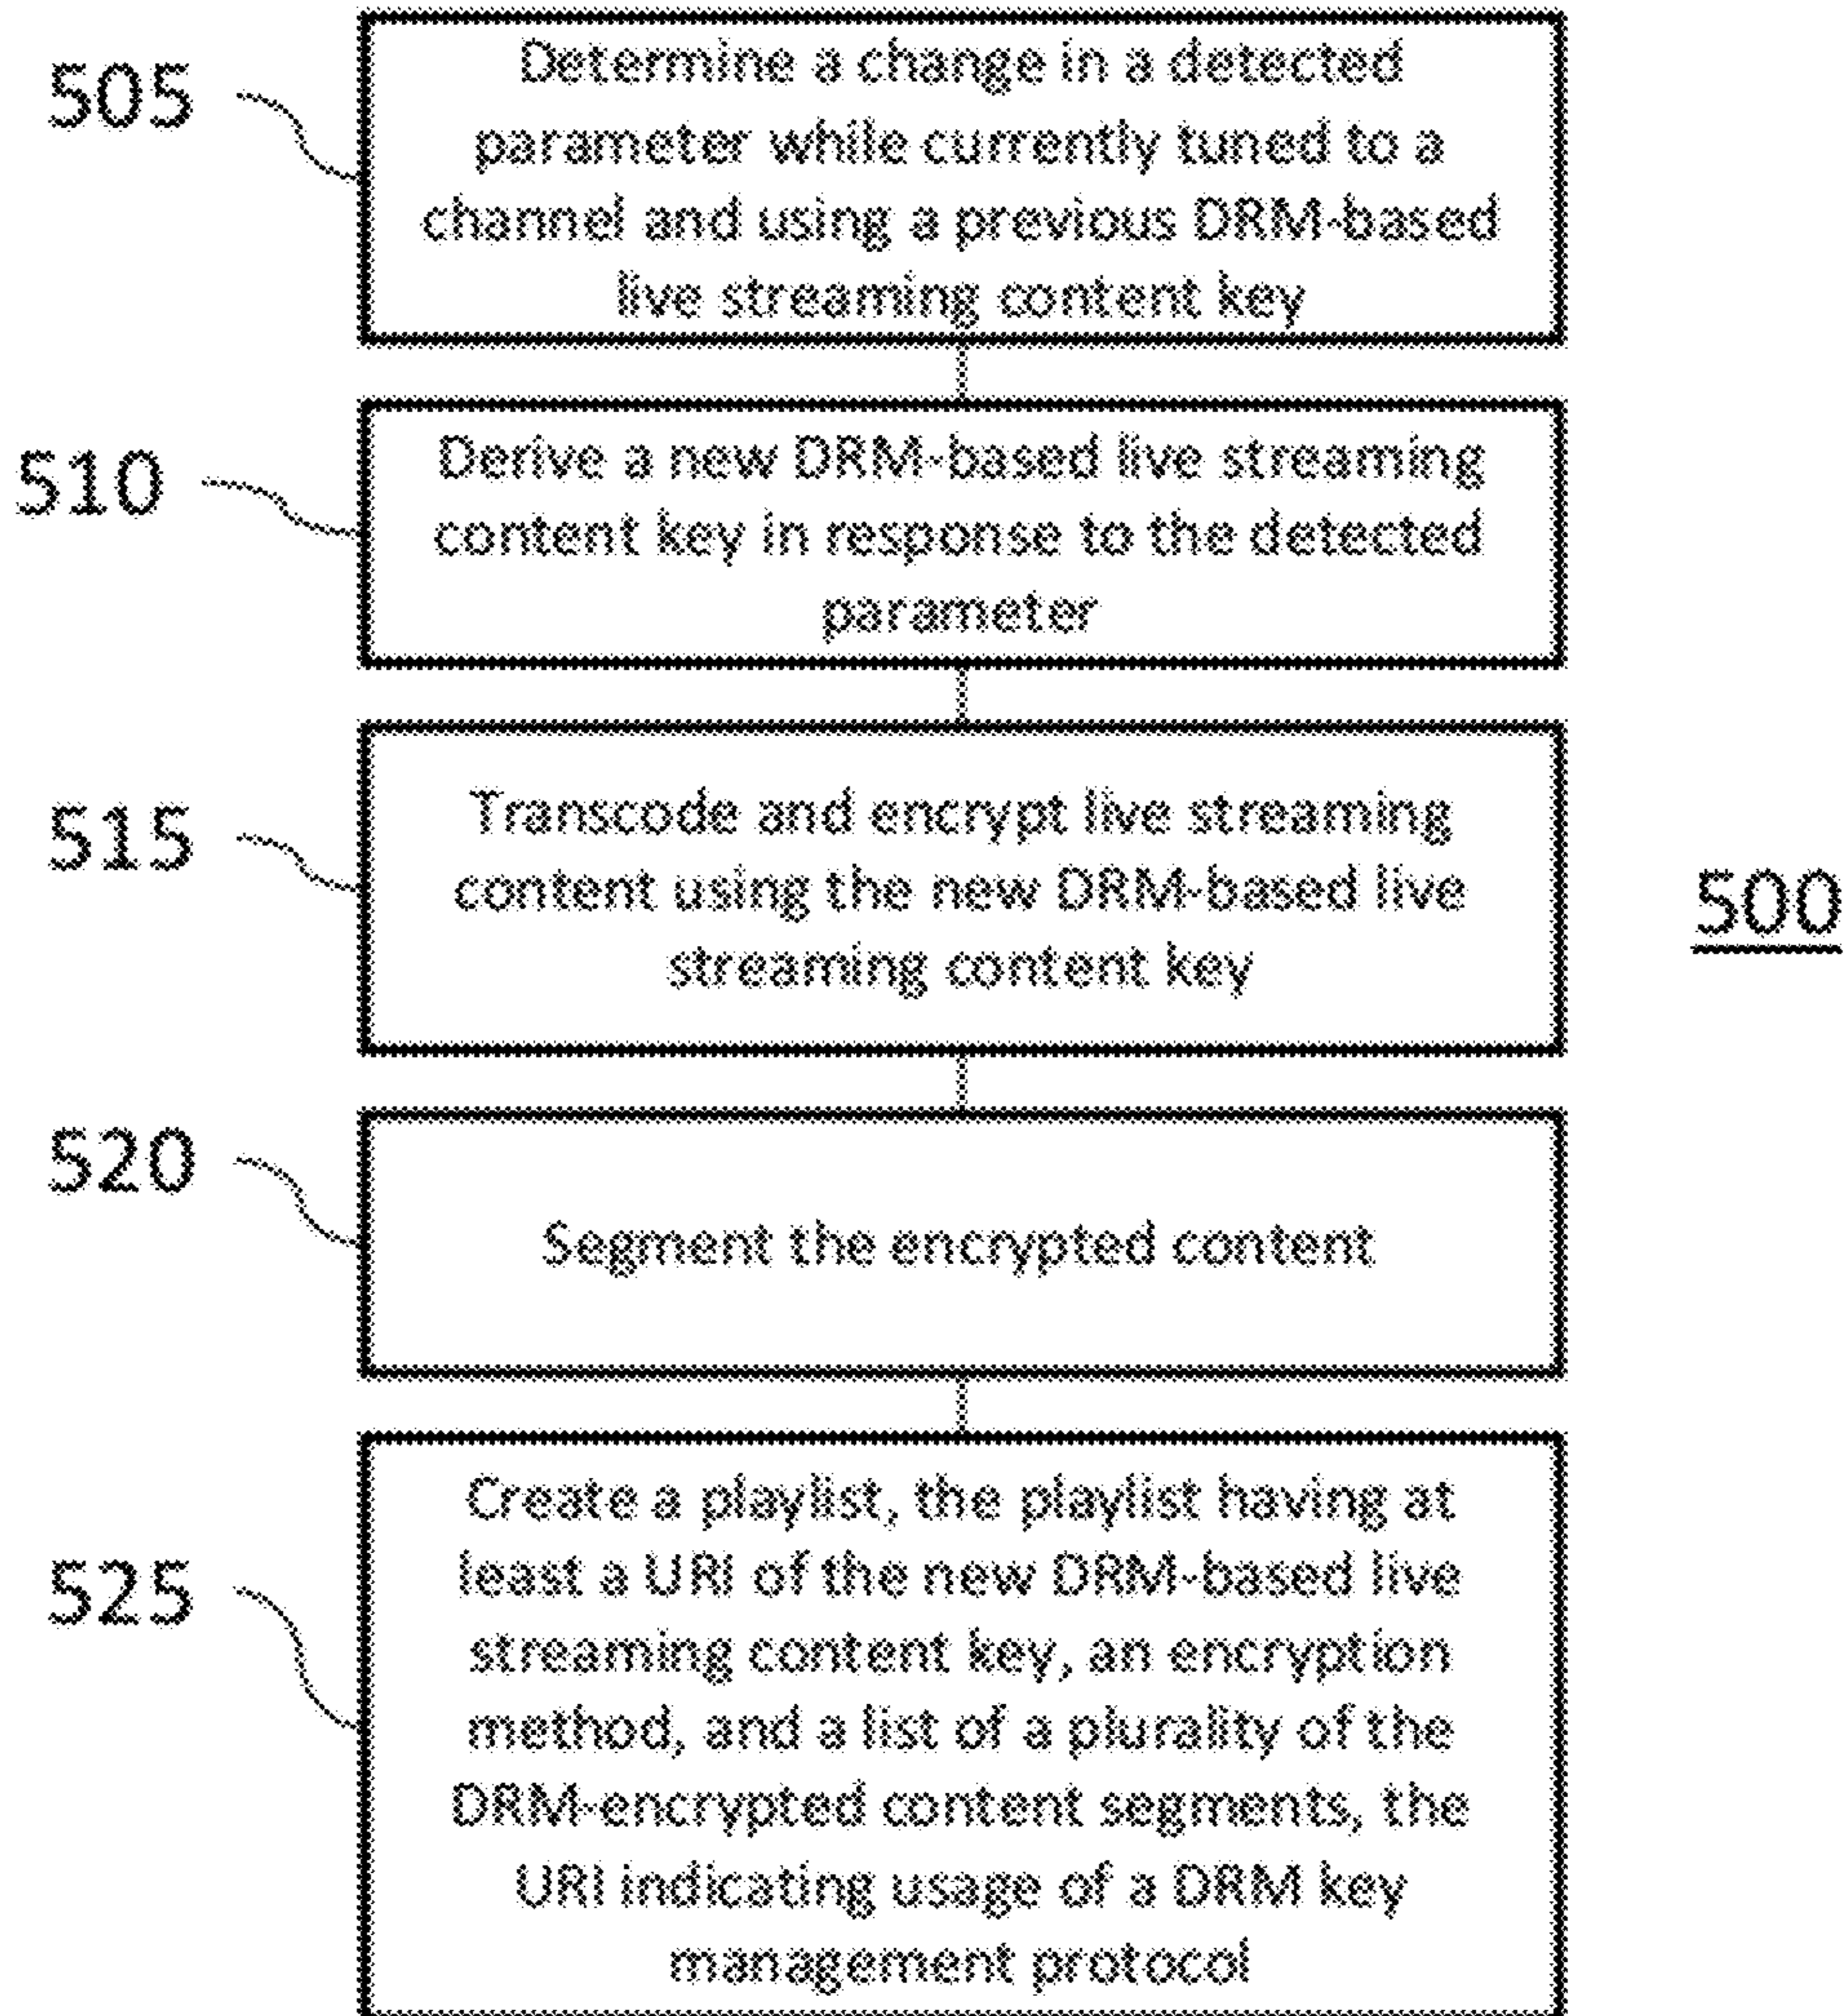 505
Determine a change in a detected
parameter while currently tuned to a
channel and using a previous DRM-based
live streaming content key
510
Derive a new DRM-based live streaming
content key in response to the detected
parameter
515
Transcode and encrypt live streaming
content using the new DRM-based live
streaming content key
500
520
Segment the encrypted content
525
Create a playlist, the playlist having at
least a URI of the new DRM-based live
streaming content key, an encryption
method, and a list of a plurality of the
DRM-encrypted content segments, the
URI indicating usage of a DRM key
management protocol